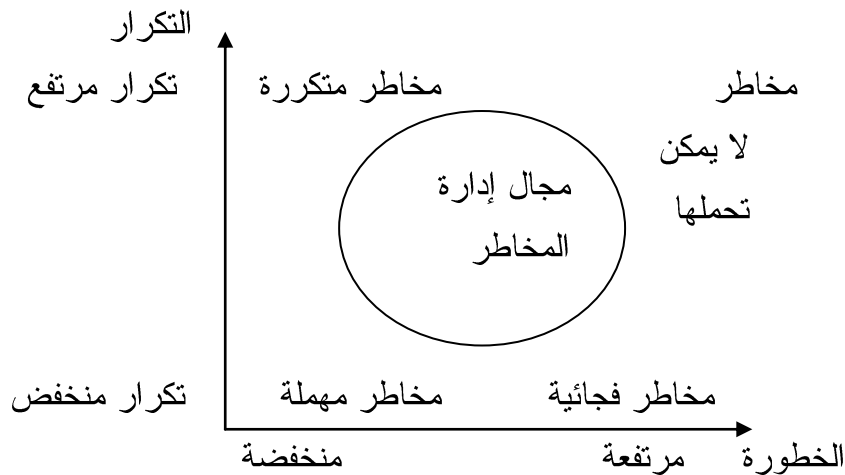 التكرار
تكرار مرتفع
مخاطر متكررة
مخاطر
لا يمكن
تحملها
مجال إدارة
المخاطر
تكرار منخفض
مخاطر مهملة
مخاطر فجائية
منخفضة
مرتفعة
الخطورة